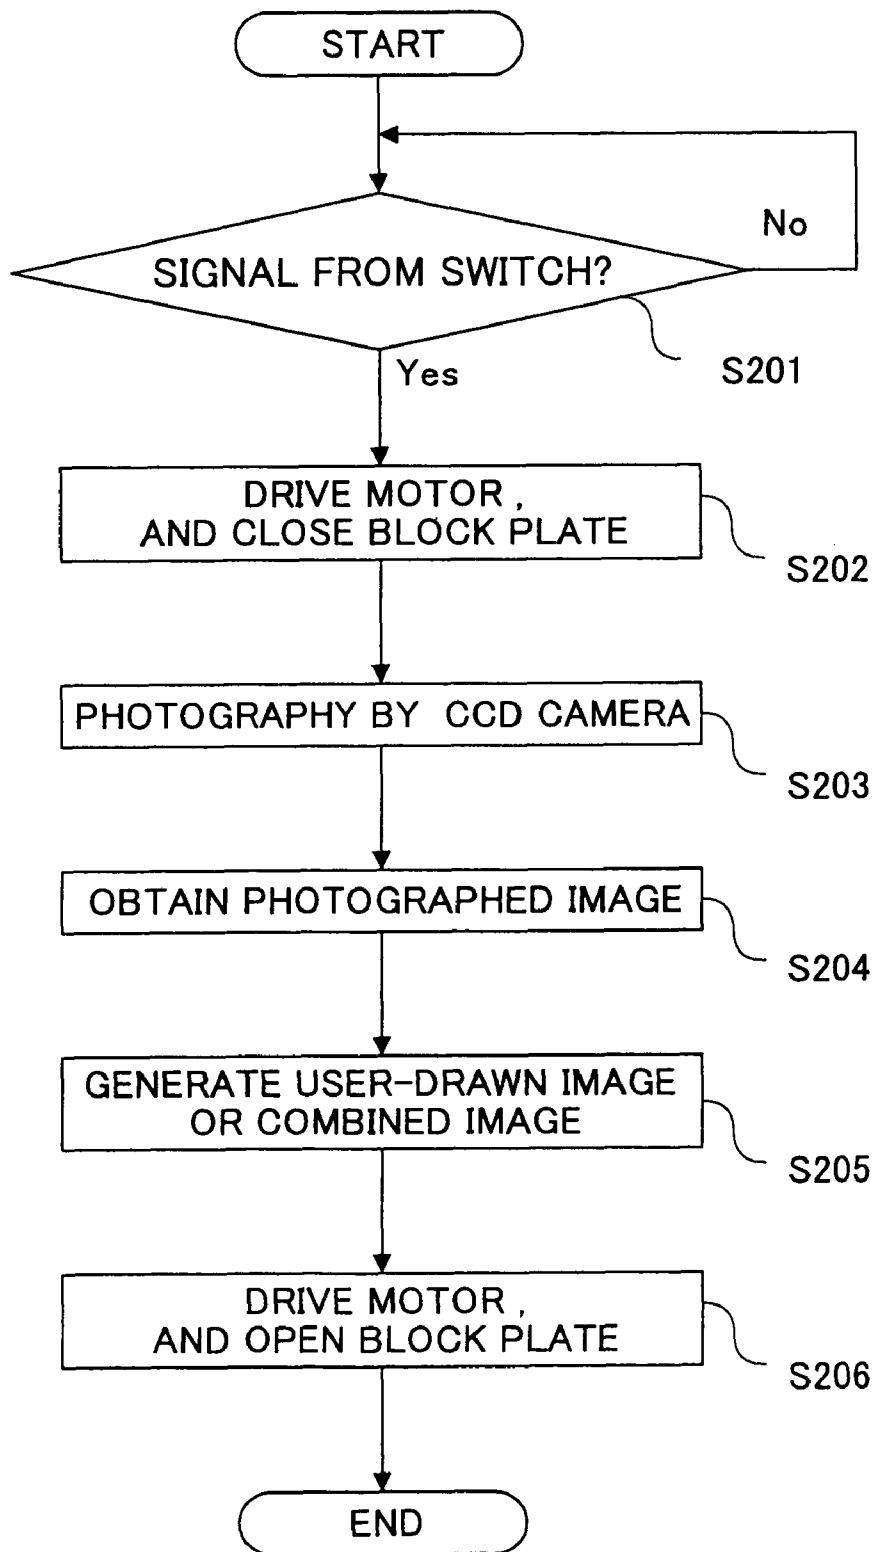 START
No
SIGNAL FROM SWITCH?
Yes
S201
DRIVE MOTOR ,
AND CLOSE BLOCK PLATE
S202
PHOTOGRAPHY BY CCD CAMERA
S203
OBTAIN PHOTOGRAPHED IMAGE
S204
GENERATE USER-DRAWN IMAGE
OR COMBINED IMAGE
S205
DRIVE MOTOR ,
AND OPEN BLOCK PLATE
S206
END